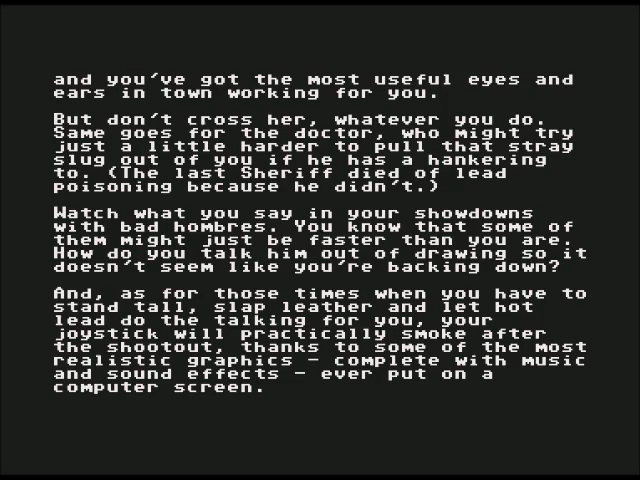 and you've got the most useful eyes and
ears in town working for you.
But don't cross her, whatever you do.
Same goes for the doctor, who might try
just a little harder to pull that stray
slug out of you if he has a hankering
to. (The last Sheriff died of lead
poisoning because he didn't.)
Watch what you say in your showdowns
with bad hombres. You know that some of
them might just be faster than you are.
How do you talk him out of drawing so it
doesn't seem like you're backing down?
And, as for those times when you have to
stand tall, slap leather and let hot
lead do the talking for you, your
joystick will practically smoke after
the shootout, thanks to some of the most
realistic graphics - complete with music
and sound effects - ever put on a
computer screen.